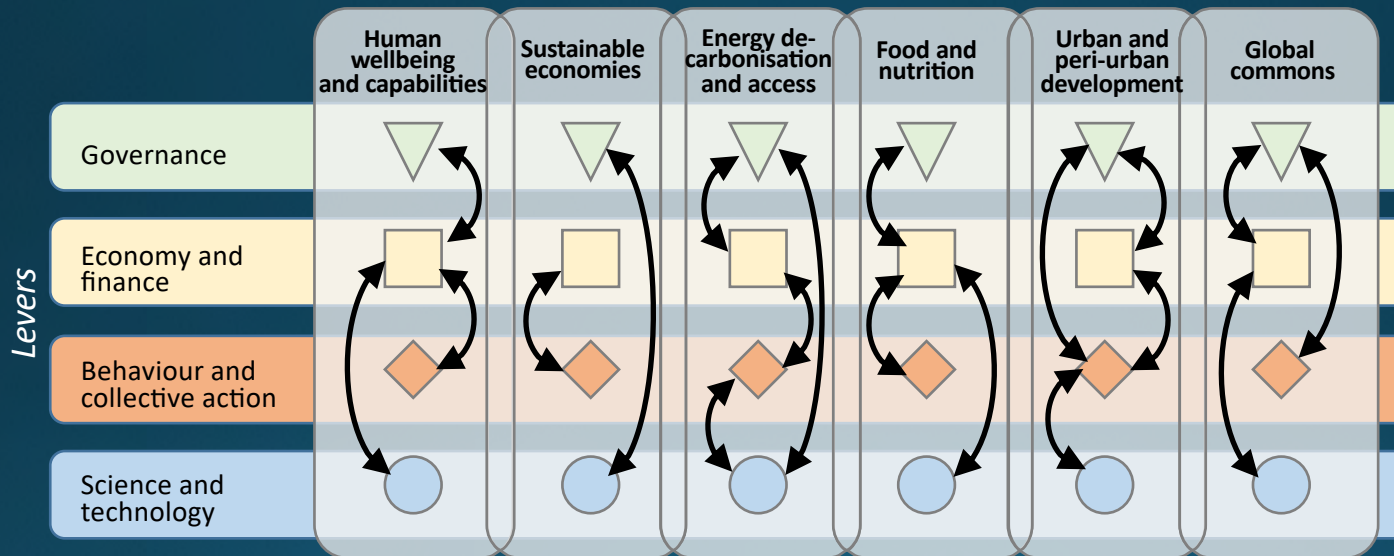 Human
wellbeing
and capabilities
Sustainable
economies
Energy de-
carbonisation
and access
Food and
nutrition
Urban and
peri-urban
development
Global
commons
Levers
Governance
Economy and
finance
Behaviour and
collective action
Science and
technology